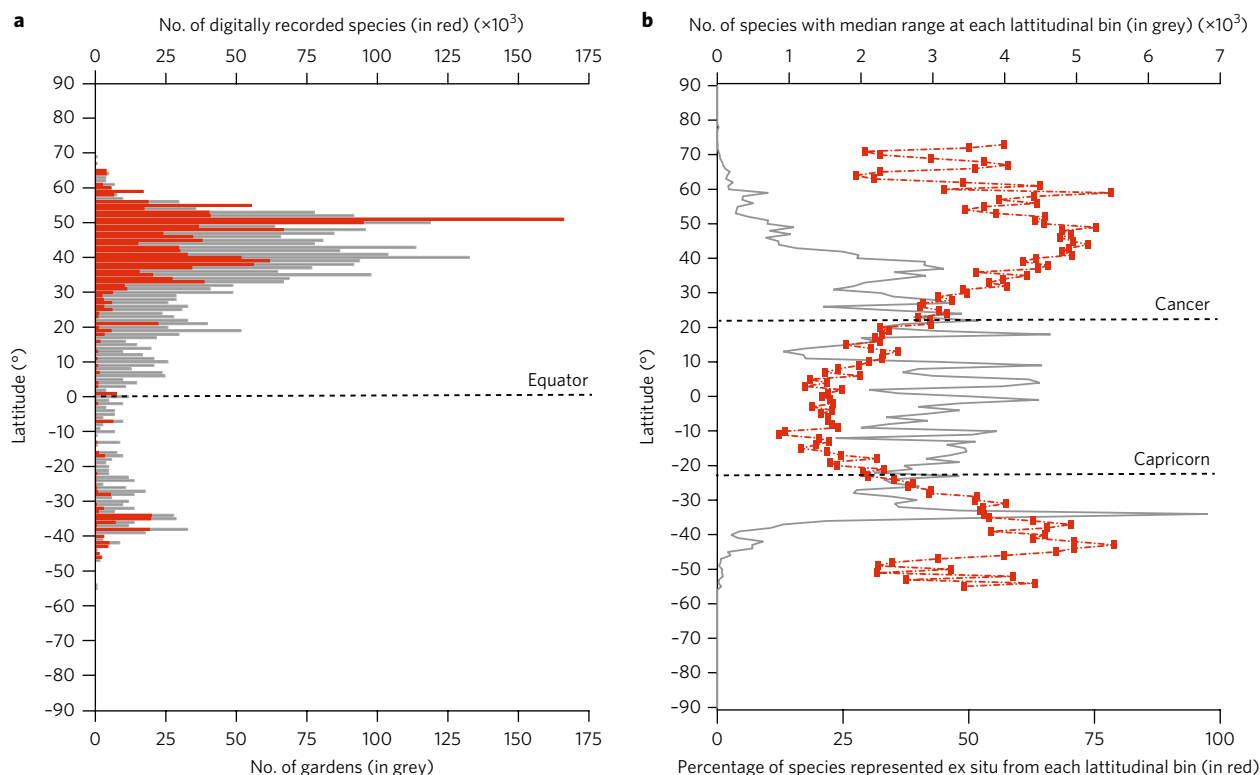 a
No. of digitally recorded species (in red) (×10³)
0 25 50 75 100 125 150 175
90
80
70
60
50
40
30
20
10
0
-10
-20
-30
-40
-50
-60
-70
-80
-90
Lattitude (°)
Equator
0 25 50 75 100 125 150 175
No. of gardens (in grey)
b
No. of species with median range at each lattitudinal bin (in grey) (×10³)
0 1 2 3 4 5 6 7
90
80
70
60
50
40
30
20
10
0
-10
-20
-30
-40
-50
-60
-70
-80
-90
Lattitude (°)
Cancer
Capricorn
0 25 50 75 100
Percentage of species represented ex situ from each lattitudinal bin (in red)